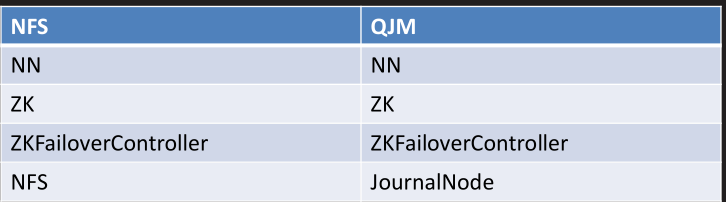 NFS QJM
NN NN
ZK ZK
ZKFailoverController ZKFailoverController
NFS JournalNode